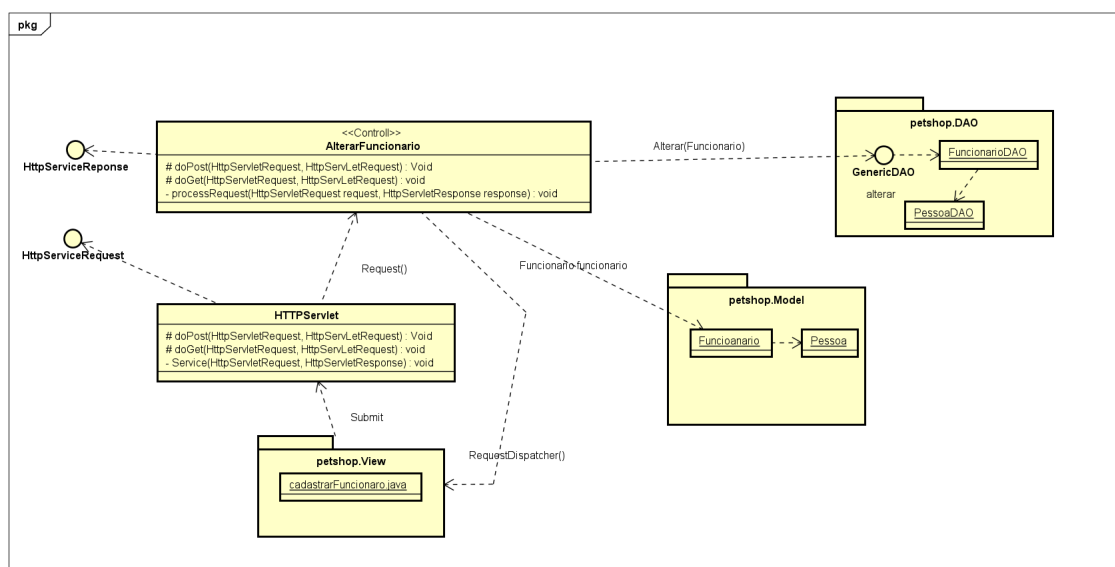 pkg
<<Controll>>
AlterarFuncionario
# doPost(HttpServletRequest, HttpServLetRequest) : Void
# doGet(HttpServletRequest, HttpServLetRequest) : void
- processRequest(HttpServletRequest request, HttpServletResponse response) : void
HttpServiceReponse
HttpServiceRequest
Alterar(Funcionario)
petshop.DAO
FuncionarioDAO
GenericDAO
alterar
PessoaDAO
Request()
Funcionario funcionario
HTTPServlet
# doPost(HttpServletRequest, HttpServLetRequest) : Void
# doGet(HttpServletRequest, HttpServLetRequest) : void
- Service(HttpServletRequest, HttpServletResponse) : void
petshop.Model
Funcioanario
Pessoa
Submit
RequestDispatcher()
petshop.View
cadastrarFuncionaro.java